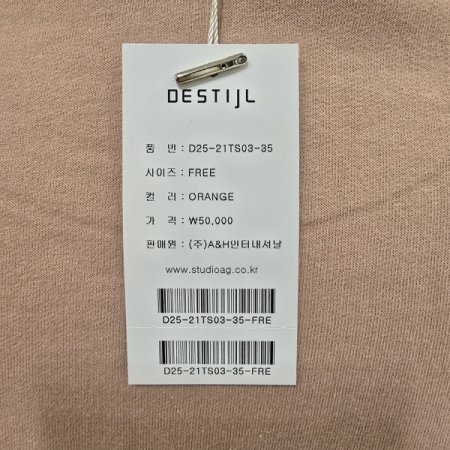 DESTIJL
품 번 : D25-21TS03-35
사이즈 : FREE
컬 러 : ORANGE
가 격 : ₩50,000
판매원 : (주)A&H인터내셔날
www.studioag.co.kr
D25-21TS03-35-FRE
D25-21TS03-35-FRE